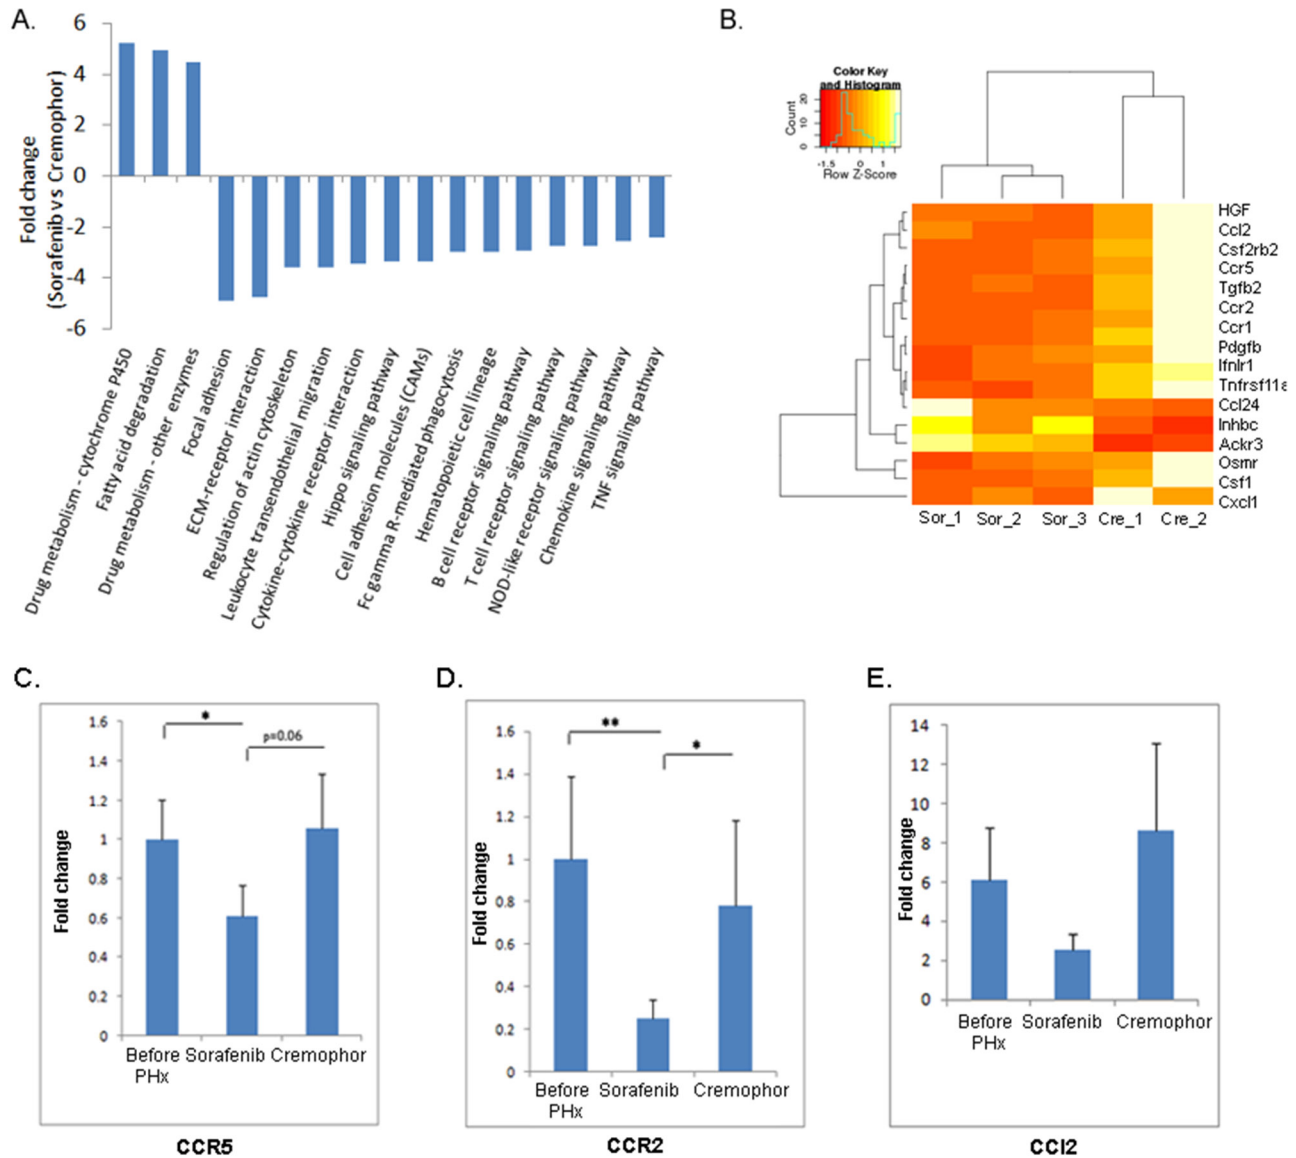 A.
6
4
2
0
-2
-4
-6
Fold change
(Sorafenib vs Cremophor)
Drug metabolism - cytochrome P450
Fatty acid degradation
Drug metabolism - other enzymes
Focal adhesion
ECM-receptor interaction
Regulation of actin cytoskeleton
Leukocyte transendothelial migration
Cytokine-cytokine receptor interaction
Hippo signaling pathway
Cell adhesion molecules (CAMs)
Fc gamma R-mediated phagocytosis
Hematopoietic cell lineage
B cell receptor signaling pathway
T cell receptor signaling pathway
NOD-like receptor signaling pathway
Chemokine signaling pathway
TNF signaling pathway
B.
Color Key
and Histogram
Count
0 10 20
-1.5 0 1
Row Z-Score
HGF
Ccl2
Csf2rb2
Ccr5
Tgfb2
Ccr2
Ccr1
Pdgfb
Ifnlr1
Tnfrsf11a
Ccl24
Inhbc
Ackr3
Osmr
Csf1
Cxcl1
Sor_1 Sor_2 Sor_3 Cre_1 Cre_2
C.
1.6
1.4
1.2
1
0.8
0.6
0.4
0.2
0
Fold change
*
p=0.06
Before Sorafenib Cremophor
PHx
CCR5
D.
1.6
1.4
1.2
1
0.8
0.6
0.4
0.2
0
Fold change
**
*
Before Sorafenib Cremophor
PHx
CCR2
E.
14
12
10
8
6
4
2
0
Fold change
Before Sorafenib Cremophor
PHx
CCl2